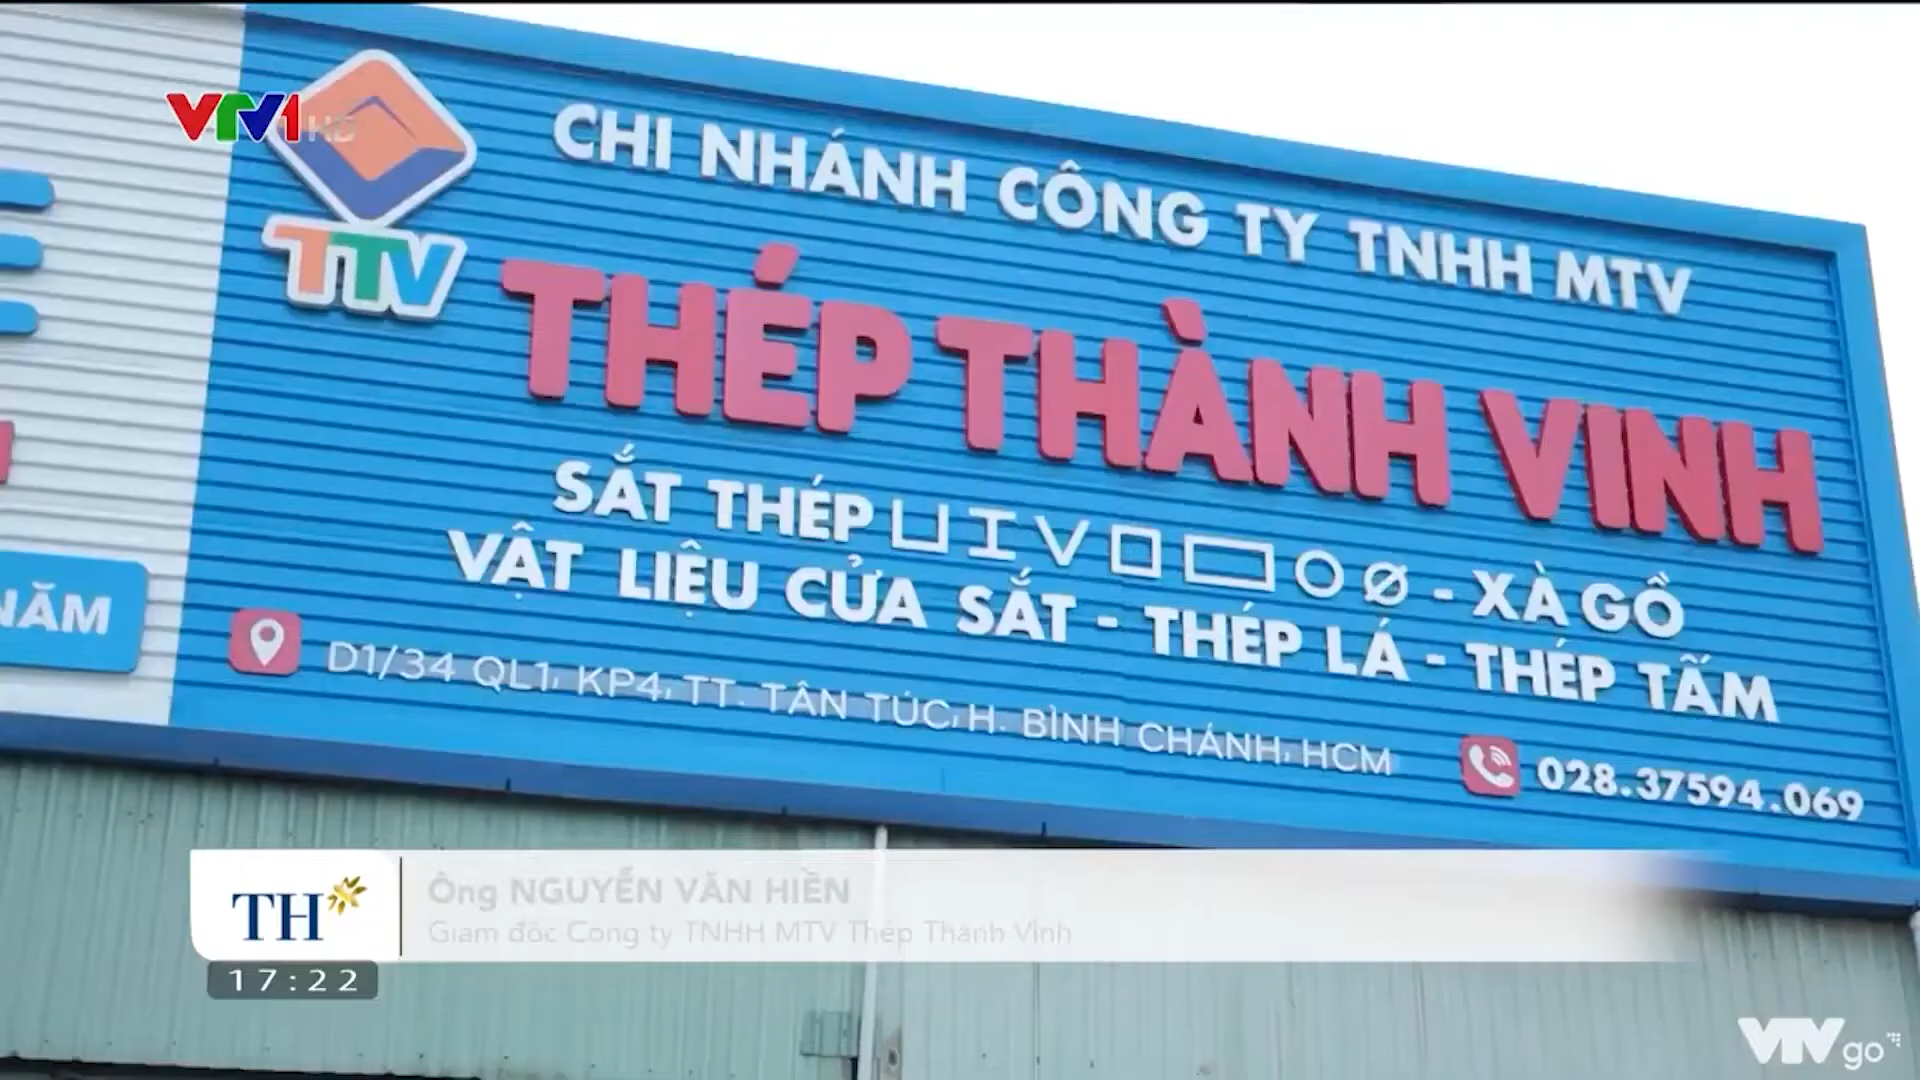 VTV1 HD
TTV
CHI NHÁNH CÔNG TY TNHH MTV
THÉP THÀNH VINH
SẮT THÉP - XÀ GỒ
VẬT LIỆU CỬA SẮT - THÉP LÁ - THÉP TẤM
NĂM
D1/34 QL1, KP4, TT. TÂN TÚC, H. BÌNH CHÁNH, HCM
028.37594.069
TH
Ông NGUYỄN VĂN HIỀN
Giám đốc Công ty TNHH MTV Thép Thành Vinh
17:22
VTV go